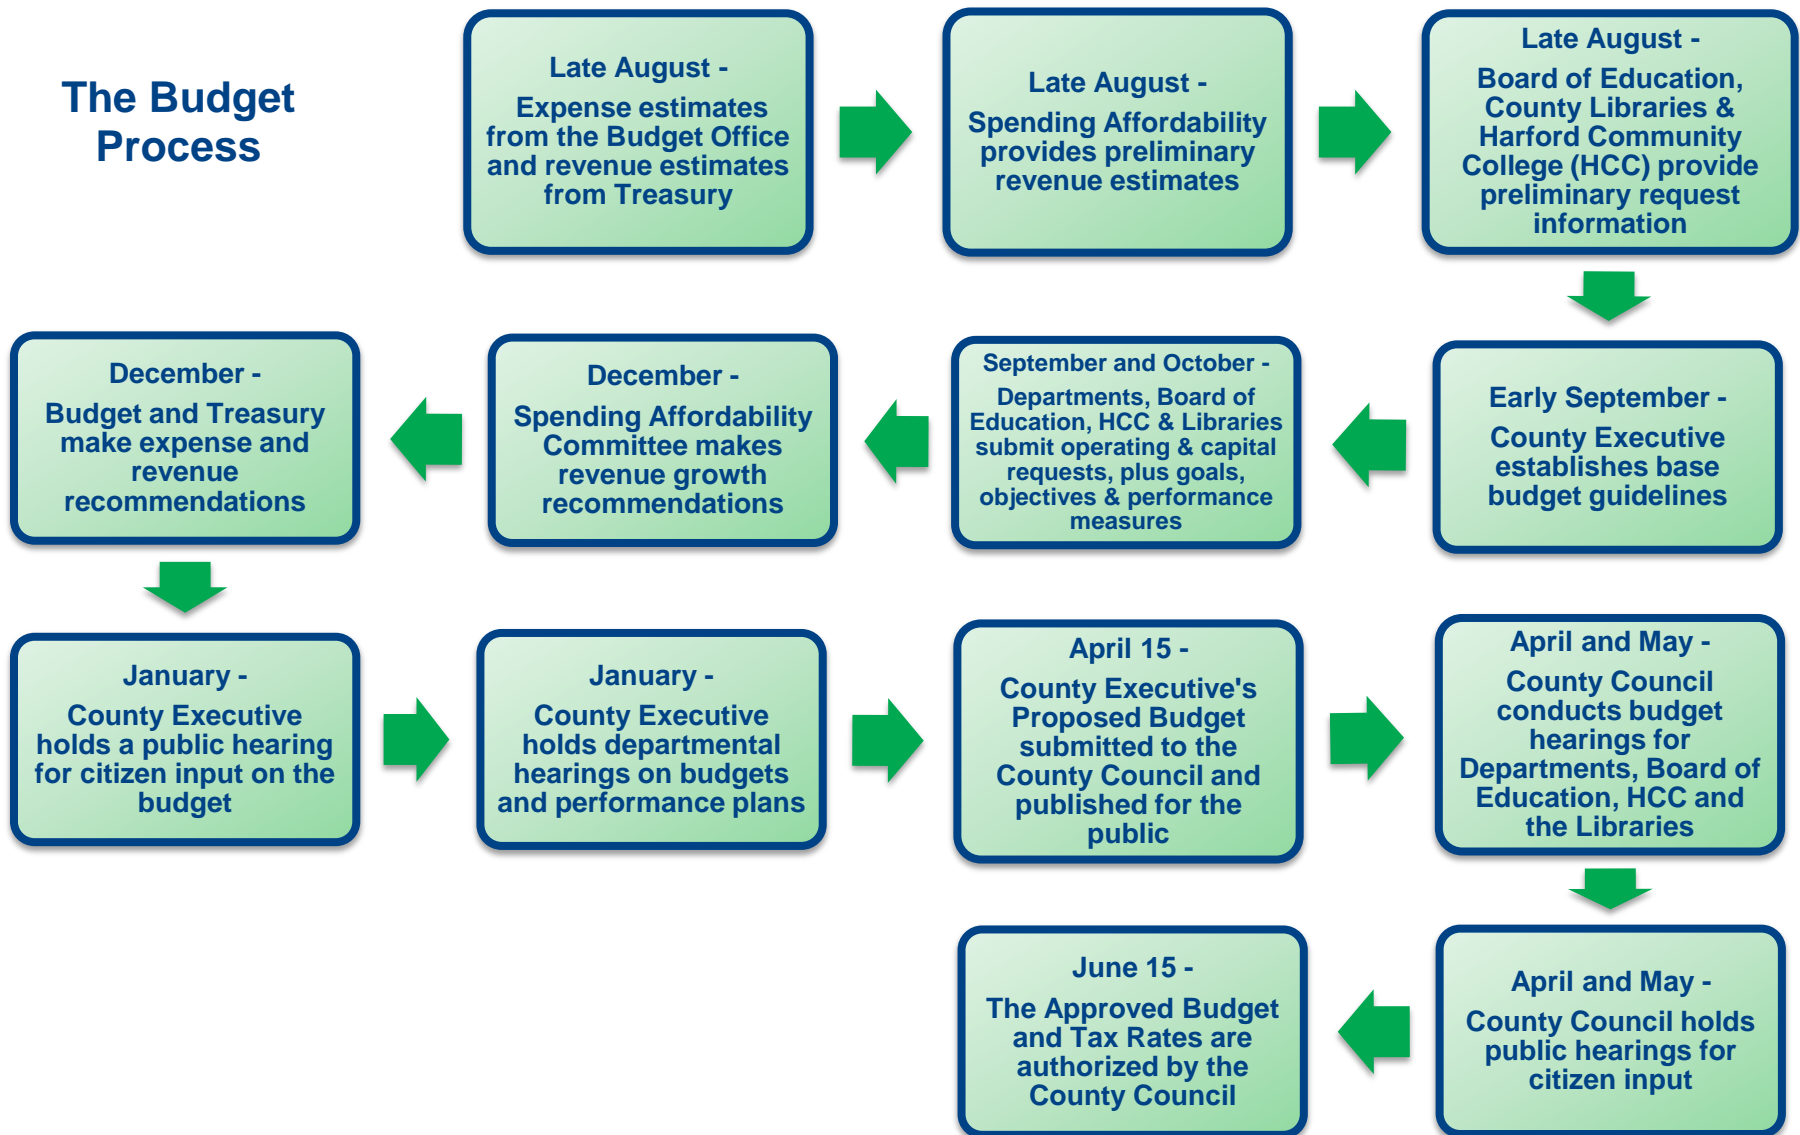 The Budget
Process
Late August -
Expense estimates
from the Budget Office
and revenue estimates
from Treasury
Late August -
Spending Affordability
provides preliminary
revenue estimates
Late August -
Board of Education,
County Libraries &
Harford Community
College (HCC) provide
preliminary request
information
Early September -
County Executive
establishes base
budget guidelines
September and October -
Departments, Board of
Education, HCC & Libraries
submit operating & capital
requests, plus goals,
objectives & performance
measures
December -
Spending Affordability
Committee makes
revenue growth
recommendations
December -
Budget and Treasury
make expense and
revenue
recommendations
January -
County Executive
holds a public hearing
for citizen input on the
budget
January -
County Executive
holds departmental
hearings on budgets
and performance plans
April 15 -
County Executive's
Proposed Budget
submitted to the
County Council and
published for the
public
April and May -
County Council
conducts budget
hearings for
Departments, Board of
Education, HCC and
the Libraries
April and May -
County Council holds
public hearings for
citizen input
June 15 -
The Approved Budget
and Tax Rates are
authorized by the
County Council